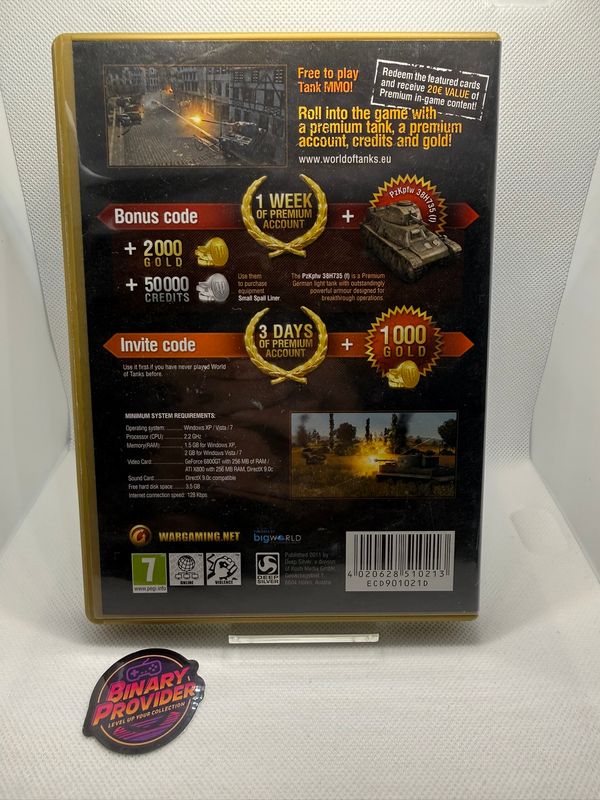 Free to play
Tank MMO!
Redeem the featured cards
and receive 20€ VALUE of
Premium in-game content!
Roll into the game with
a premium tank, a premium
account, credits and gold!
www.worldoftanks.eu
Bonus code
1 WEEK
OF PREMIUM
ACCOUNT
+
PzKpfw 38H735 (f)
+ 2000
GOLD
+ 50000
CREDITS
Use them
to purchase
equipment
Small Spall Liner
The PzKpfw 38H735 (f) is a Premium
German light tank with outstandingly
powerful armour designed for
breakthrough operations
Invite code
3 DAYS
OF PREMIUM
ACCOUNT
+
1000
GOLD
Use it first if you have never played World
of Tanks before.
MINIMUM SYSTEM REQUIREMENTS:
Operating system: Windows XP / Vista / 7
Processor (CPU): 2.2 GHz
Memory(RAM): 1.5 GB for Windows XP,
2 GB for Windows Vista / 7
Video Card: GeForce 6800GT with 256 MB of RAM /
ATI X800 with 256 MB RAM, DirectX 9.0c
Sound Card: DirectX 9.0c compatible
Free hard disk space: 3.5 GB
Internet connection speed: 128 Kbps
WARGAMING.NET
POWERED BY
bigWORLD
7
www.pegi.info
ONLINE
VIOLENCE
DEEP
SILVER
Published 2011 by
Deep Silver, a division
of Koch Media GmbH,
6604 Höfen, Austria
4 020628 510213
ECD901021D
BINARY
PROVIDER
LEVEL UP YOUR COLLECTION